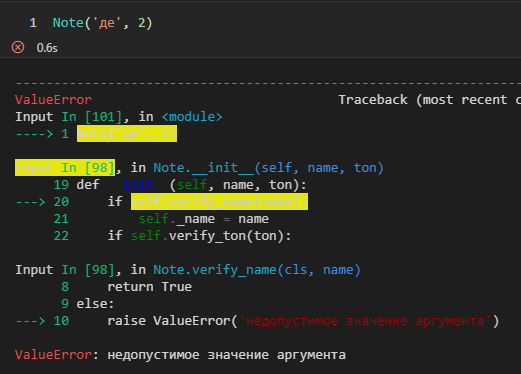 1 Note('де', 2)
0.6s
---------------------------------------------------------------------------
ValueError Traceback (most recent c
Input In [101], in <module>
----> 1 Note('де', 2)
Input In [98], in Note.__init__(self, name, ton)
19 def __init__(self, name, ton):
---> 20 if self.verify_name(name):
21 self._name = name
22 if self.verify_ton(ton):
Input In [98], in Note.verify_name(cls, name)
8 return True
9 else:
---> 10 raise ValueError('недопустимое значение аргумента')
ValueError: недопустимое значение аргумента